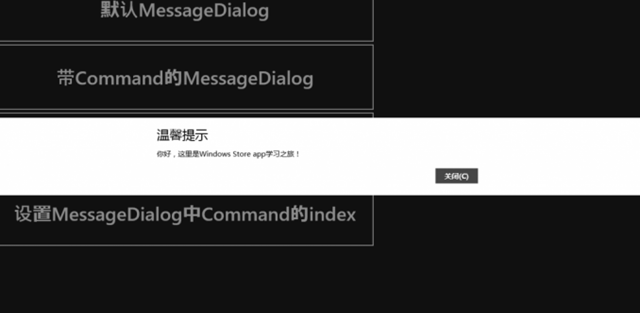 默认MessageDialog
带Command的MessageDialog
温馨提示
你好，这里是Windows Store app学习之旅！
关闭(C)
设置MessageDialog中Command的index